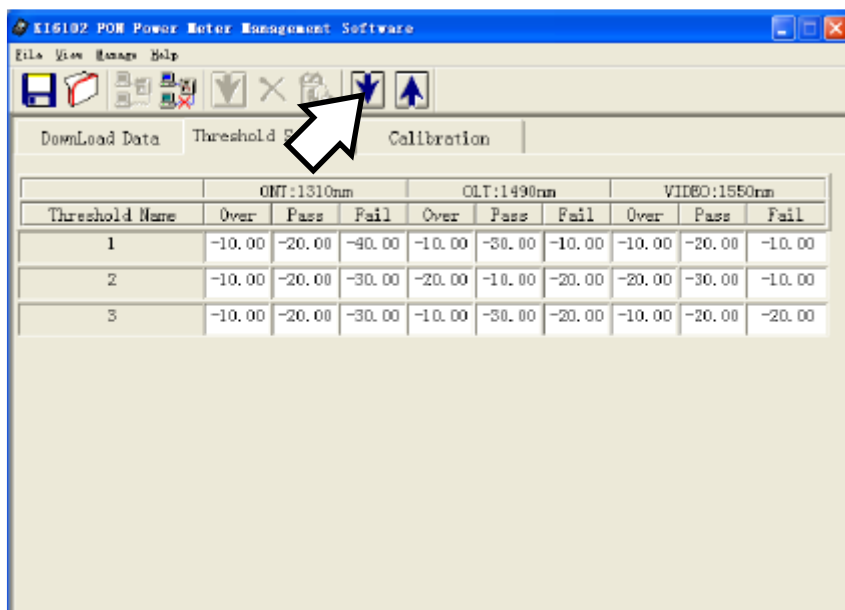 KI6102 PON Power Meter Management Software
File View Manage Help
DownLoad Data Threshold Calibration
ONT:1310nm OLT:1490nm VIDEO:1550nm
Threshold Name Over Pass Fail Over Pass Fail Over Pass Fail
1 -10.00 -20.00 -40.00 -10.00 -30.00 -10.00 -10.00 -20.00 -10.00
2 -10.00 -20.00 -30.00 -20.00 -10.00 -20.00 -20.00 -30.00 -10.00
3 -10.00 -20.00 -30.00 -10.00 -30.00 -20.00 -10.00 -20.00 -20.00